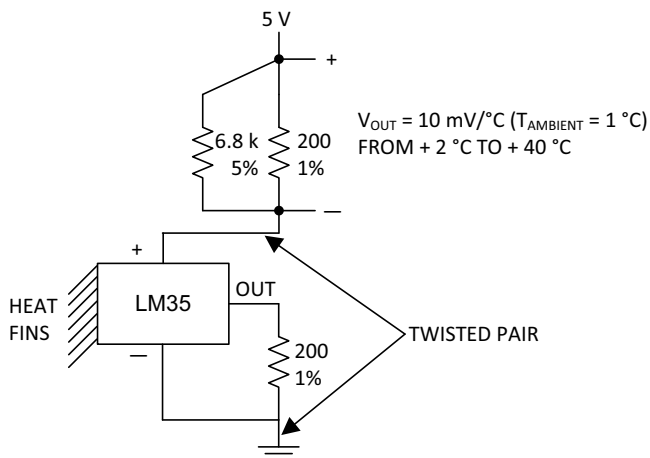 5 V
+
6.8 k
5%
200
1%
—
V_OUT = 10 mV/°C (T_AMBIENT = 1 °C)
FROM + 2 °C TO + 40 °C
+
HEAT
FINS
LM35
OUT
—
200
1%
TWISTED PAIR